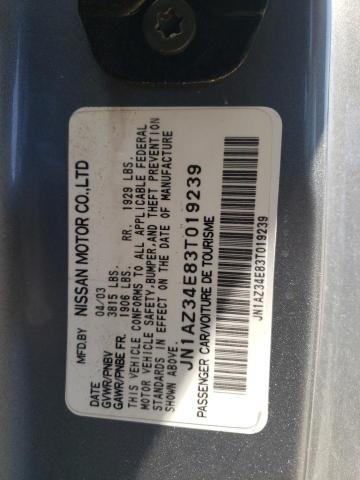 MFD.BY NISSAN MOTOR CO.,LTD
DATE 04/03
GVWR/PNBV 3815 LBS.
GAWR/PNBE FR. 1906 LBS. RR. 1929 LBS.
THIS VEHICLE CONFORMS TO ALL APPLICABLE FEDERAL
MOTOR VEHICLE SAFETY,BUMPER,AND THEFT PREVENTION
STANDARDS IN EFFECT ON THE DATE OF MANUFACTURE
SHOWN ABOVE.
JN1AZ34E83T019239
PASSENGER CAR/VOITURE DE TOURISME
JN1AZ34E83T019239